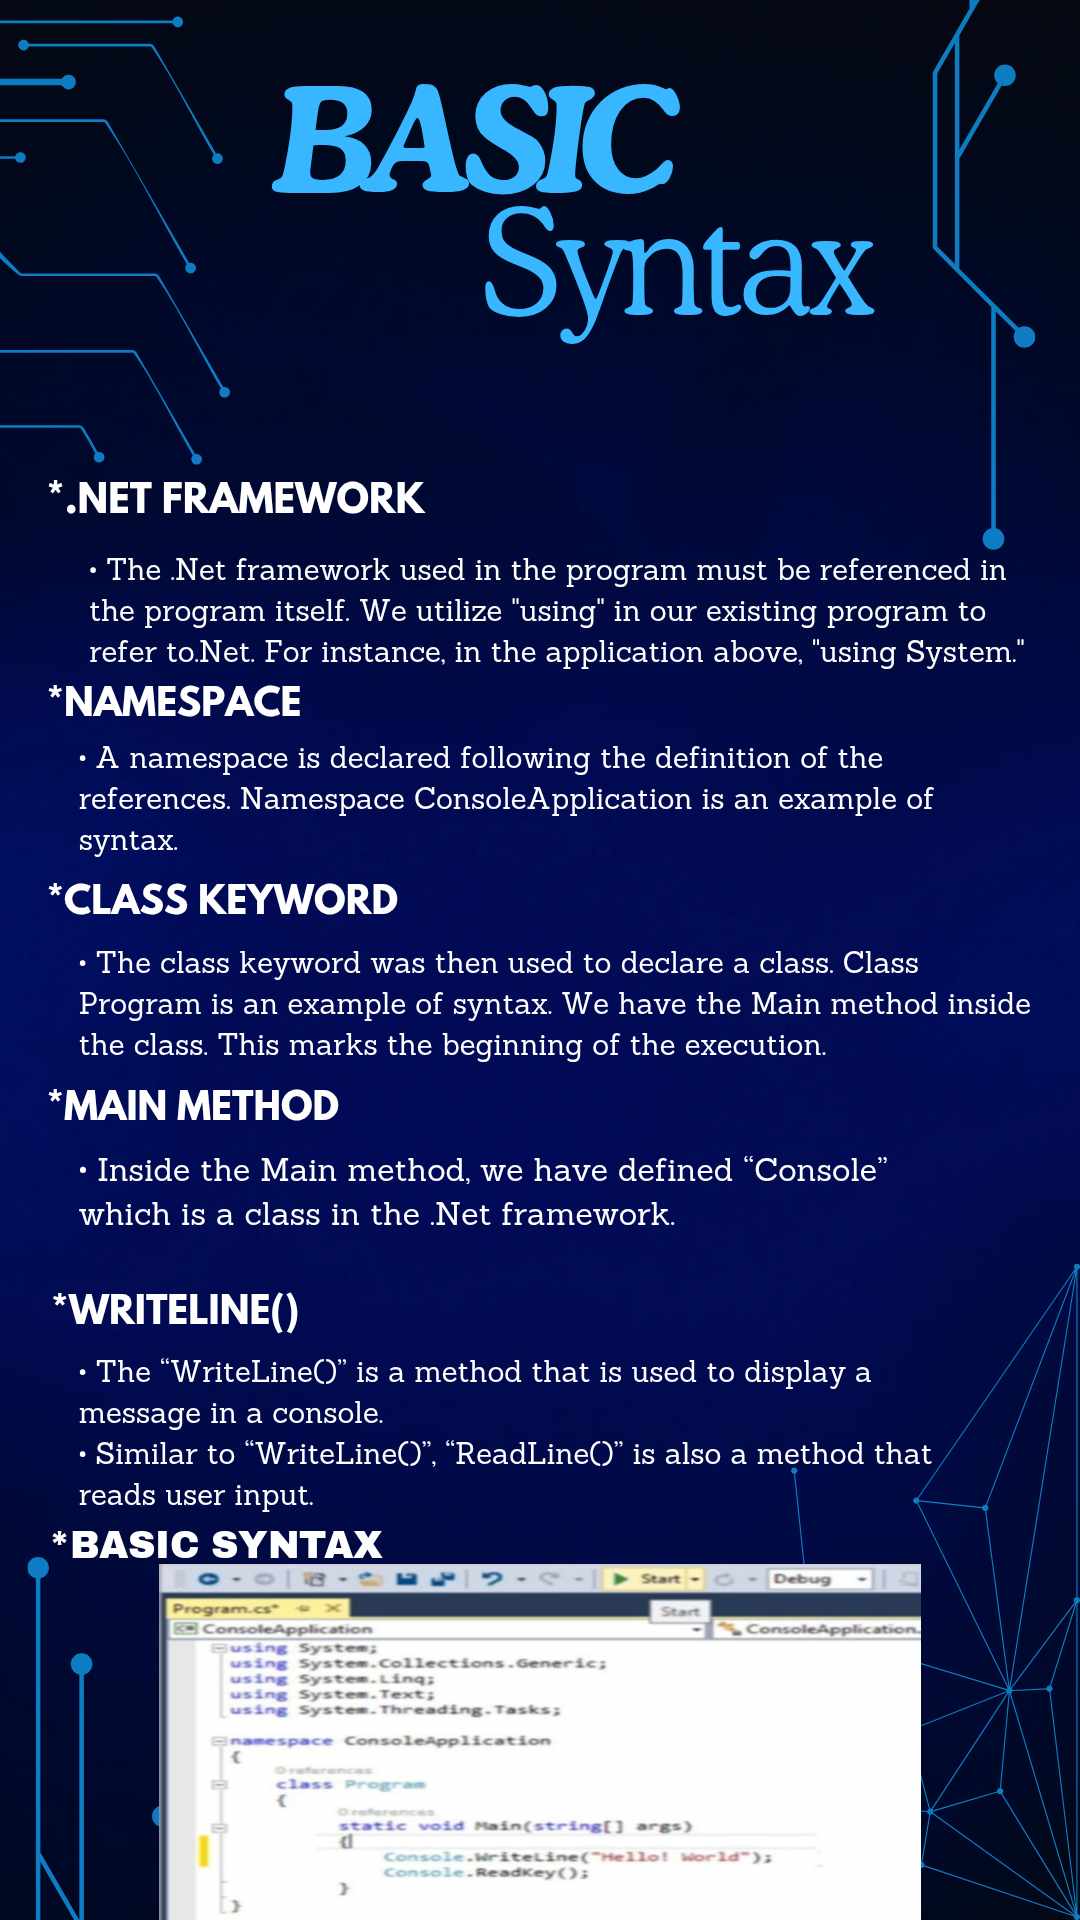 BASIC
Syntax
*.NET FRAMEWORK
• The .Net framework used in the program must be referenced in
the program itself. We utilize "using" in our existing program to
refer to.Net. For instance, in the application above, "using System."
*NAMESPACE
• A namespace is declared following the definition of the
references. Namespace ConsoleApplication is an example of
syntax.
*CLASS KEYWORD
• The class keyword was then used to declare a class. Class
Program is an example of syntax. We have the Main method inside
the class. This marks the beginning of the execution.
*MAIN METHOD
• Inside the Main method, we have defined “Console”
which is a class in the .Net framework.
*WRITELINE()
• The “WriteLine()” is a method that is used to display a
message in a console.
• Similar to “WriteLine()”, “ReadLine()” is also a method that
reads user input.
*BASIC SYNTAX
Start Debug
Program.cs* Start
ConsoleApplication ConsoleApplication.
using System;
using System.Collections.Generic;
using System.Linq;
using System.Text;
using System.Threading.Tasks;
namespace ConsoleApplication
{
0 references
class Program
{
0 references
static void Main(string[] args)
{
Console.WriteLine("Hello! World");
Console.ReadKey();
}
}